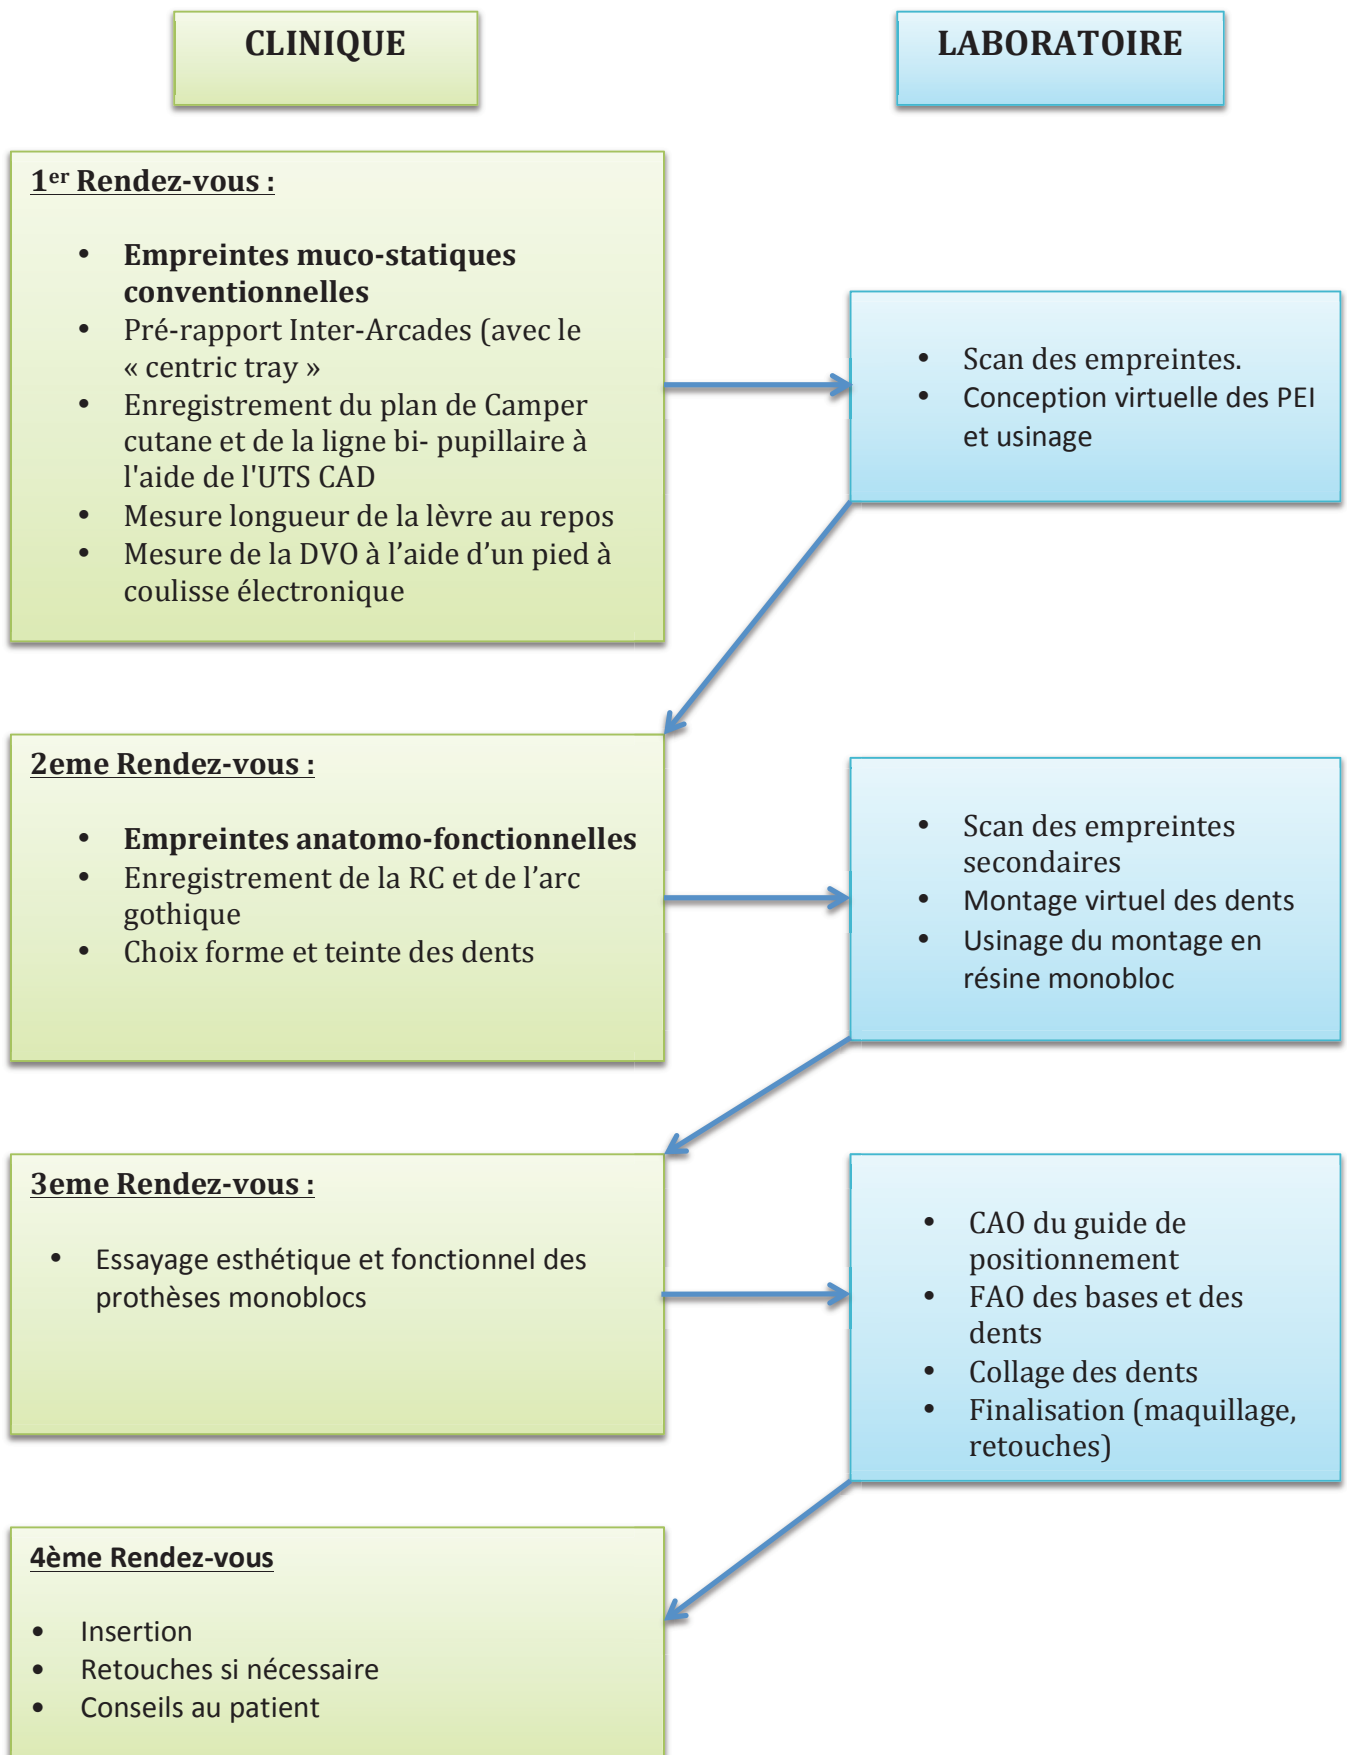 CLINIQUE
LABORATOIRE
1er Rendez-vous :
• Empreintes muco-statiques
conventionnelles
• Pré-rapport Inter-Arcades (avec le
« centric tray »
• Enregistrement du plan de Camper
cutane et de la ligne bi- pupillaire à
l'aide de l'UTS CAD
• Mesure longueur de la lèvre au repos
• Mesure de la DVO à l’aide d’un pied à
coulisse électronique
• Scan des empreintes.
• Conception virtuelle des PEI
et usinage
2eme Rendez-vous :
• Empreintes anatomo-fonctionnelles
• Enregistrement de la RC et de l’arc
gothique
• Choix forme et teinte des dents
• Scan des empreintes
secondaires
• Montage virtuel des dents
• Usinage du montage en
résine monobloc
3eme Rendez-vous :
• Essayage esthétique et fonctionnel des
prothèses monoblocs
• CAO du guide de
positionnement
• FAO des bases et des
dents
• Collage des dents
• Finalisation (maquillage,
retouches)
4ème Rendez-vous
• Insertion
• Retouches si nécessaire
• Conseils au patient